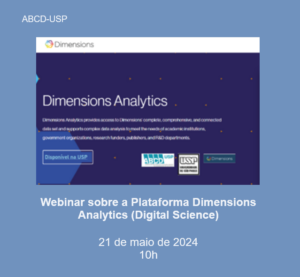 ABCD-USP
Dimensions
Dimensions Analytics
Dimensions Analytics provides access to Dimensions' complete, comprehensive, and connected
data set and supports complex data analysis to meet the needs of academic institutions,
government organizations, research funders, publishers, and R&D departments.
Disponível na USP
Dimensions
Webinar sobre a Plataforma Dimensions
Analytics (Digital Science)
21 de maio de 2024
10h